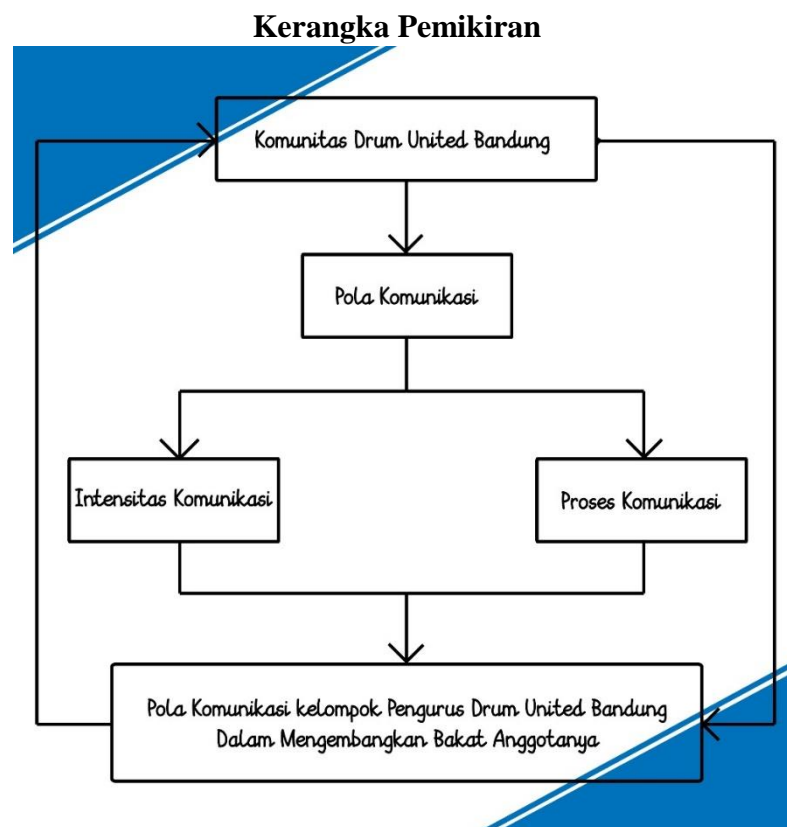 Kerangka Pemikiran
Komunitas Drum United Bandung
Pola Komunikasi
Intensitas Komunikasi
Proses Komunikasi
Pola Komunikasi kelompok Pengurus Drum United Bandung
Dalam Mengembangkan Bakat Anggotanya